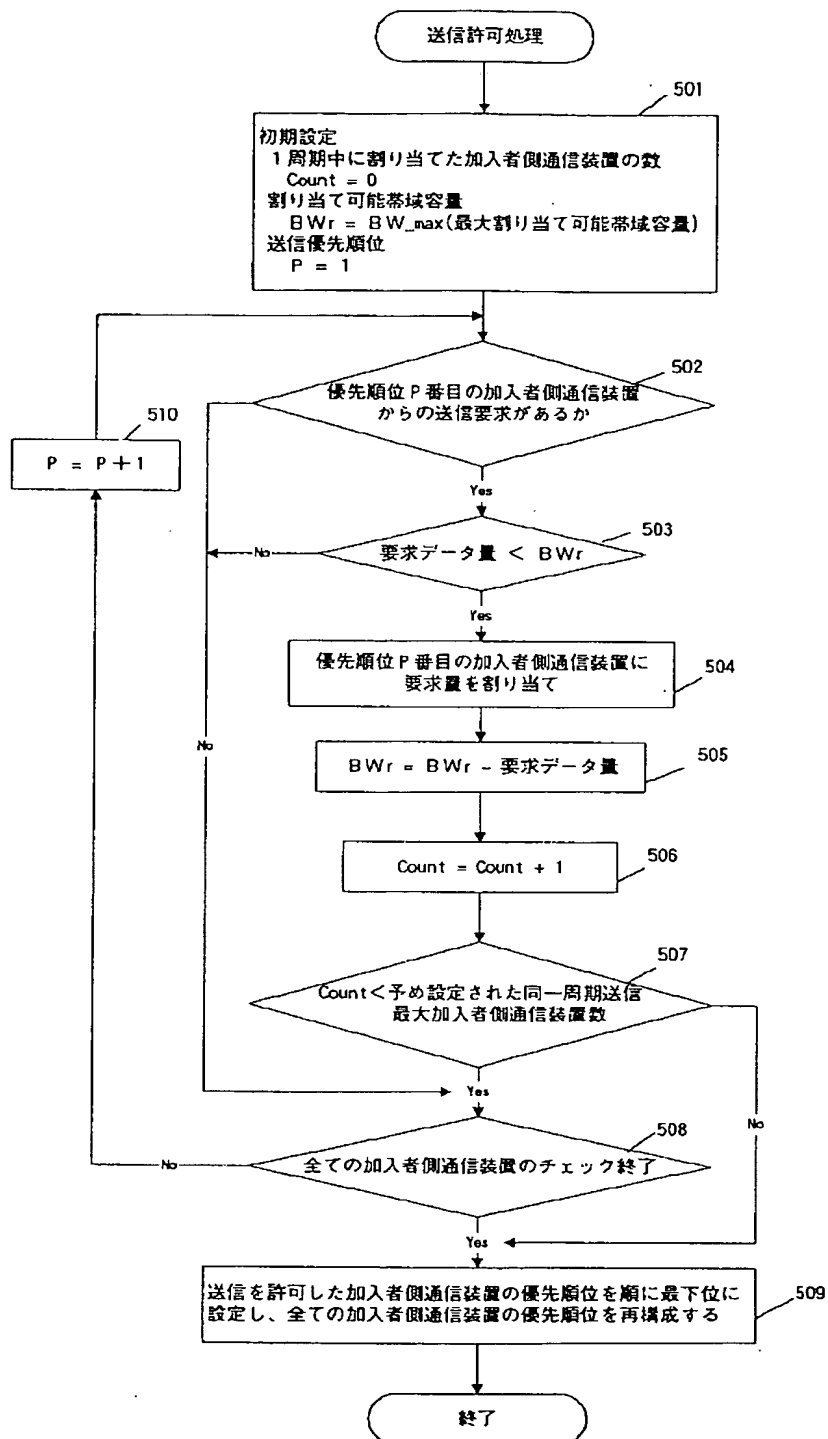 送信許可処理
501
初期設定
1周期中に割り当てた加入者側通信装置の数
Count = 0
割り当て可能帯域容量
BWr = BW_max(最大割り当て可能帯域容量)
送信優先順位
P = 1
502
優先順位P番目の加入者側通信装置
からの送信要求があるか
510
P = P+1
Yes
503
要求データ量 < BWr
No
Yes
優先順位P番目の加入者側通信装置に
要求量を割り当て
504
No
BWr = BWr - 要求データ量
505
Count = Count + 1
506
507
Count<予め設定された同一周期送信
最大加入者側通信装置数
Yes
No
508
全ての加入者側通信装置のチェック終了
No
Yes
送信を許可した加入者側通信装置の優先順位を順に最下位に
設定し、全ての加入者側通信装置の優先順位を再構成する
509
終了